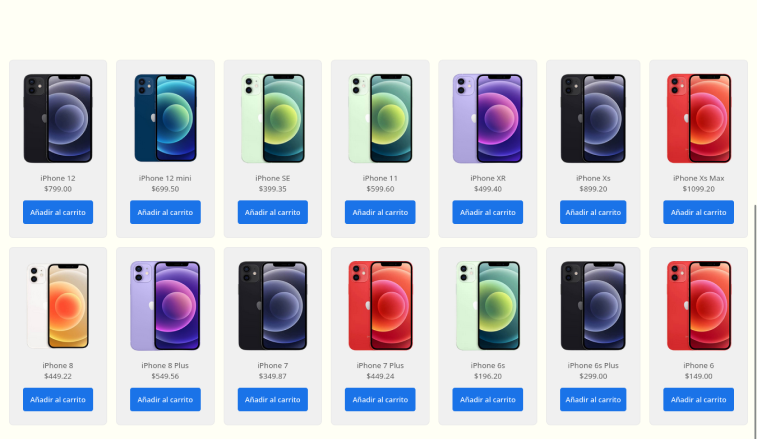 iPhone 12
$799.00
Añadir al carrito
iPhone 12 mini
$699.50
Añadir al carrito
iPhone SE
$399.35
Añadir al carrito
iPhone 11
$599.60
Añadir al carrito
iPhone XR
$499.40
Añadir al carrito
iPhone Xs
$899.20
Añadir al carrito
iPhone Xs Max
$1099.20
Añadir al carrito
iPhone 8
$449.22
Añadir al carrito
iPhone 8 Plus
$549.56
Añadir al carrito
iPhone 7
$349.87
Añadir al carrito
iPhone 7 Plus
$449.24
Añadir al carrito
iPhone 6s
$196.20
Añadir al carrito
iPhone 6s Plus
$299.00
Añadir al carrito
iPhone 6
$149.00
Añadir al carrito